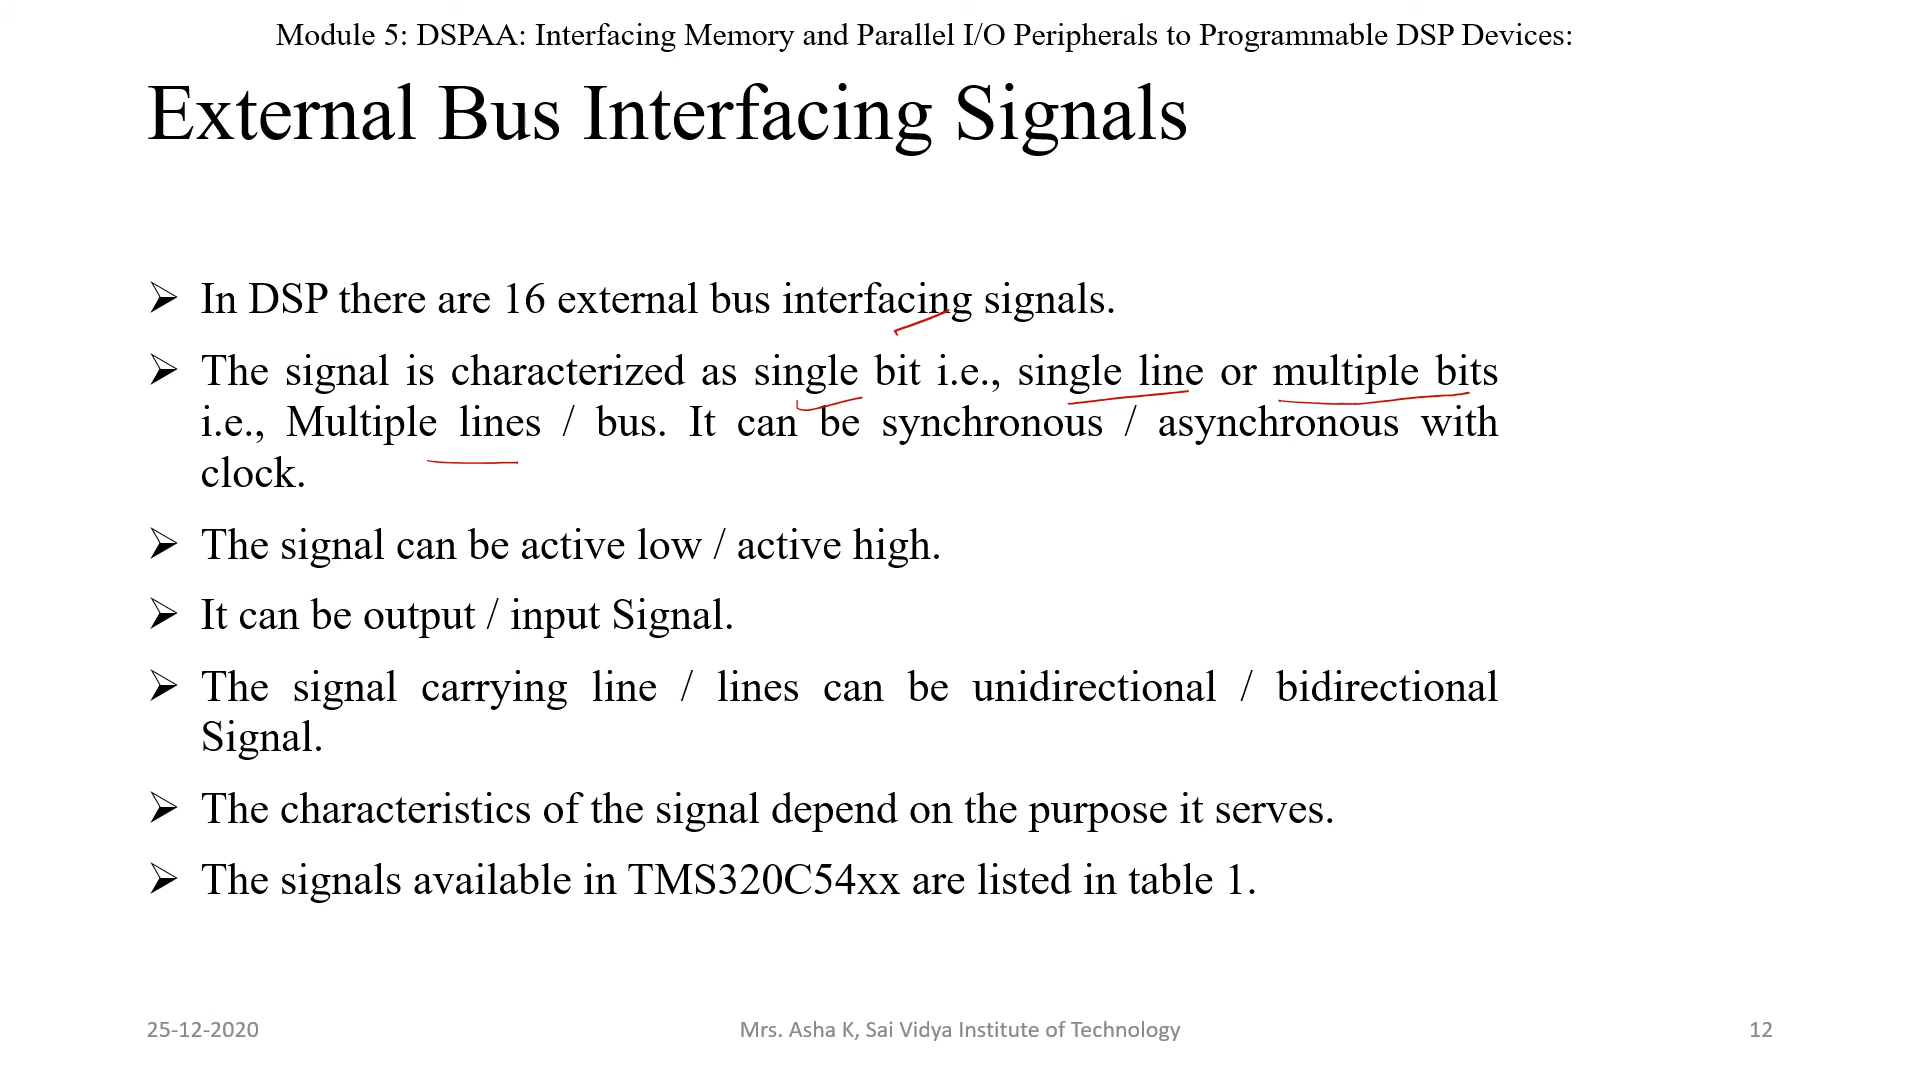 Module 5: DSPAA: Interfacing Memory and Parallel I/O Peripherals to Programmable DSP Devices:
External Bus Interfacing Signals
➢ In DSP there are 16 external bus interfacing signals.
➢ The signal is characterized as single bit i.e., single line or multiple bits
i.e., Multiple lines / bus. It can be synchronous / asynchronous with
clock.
➢ The signal can be active low / active high.
➢ It can be output / input Signal.
➢ The signal carrying line / lines can be unidirectional / bidirectional
Signal.
➢ The characteristics of the signal depend on the purpose it serves.
➢ The signals available in TMS320C54xx are listed in table 1.
25-12-2020
Mrs. Asha K, Sai Vidya Institute of Technology
12